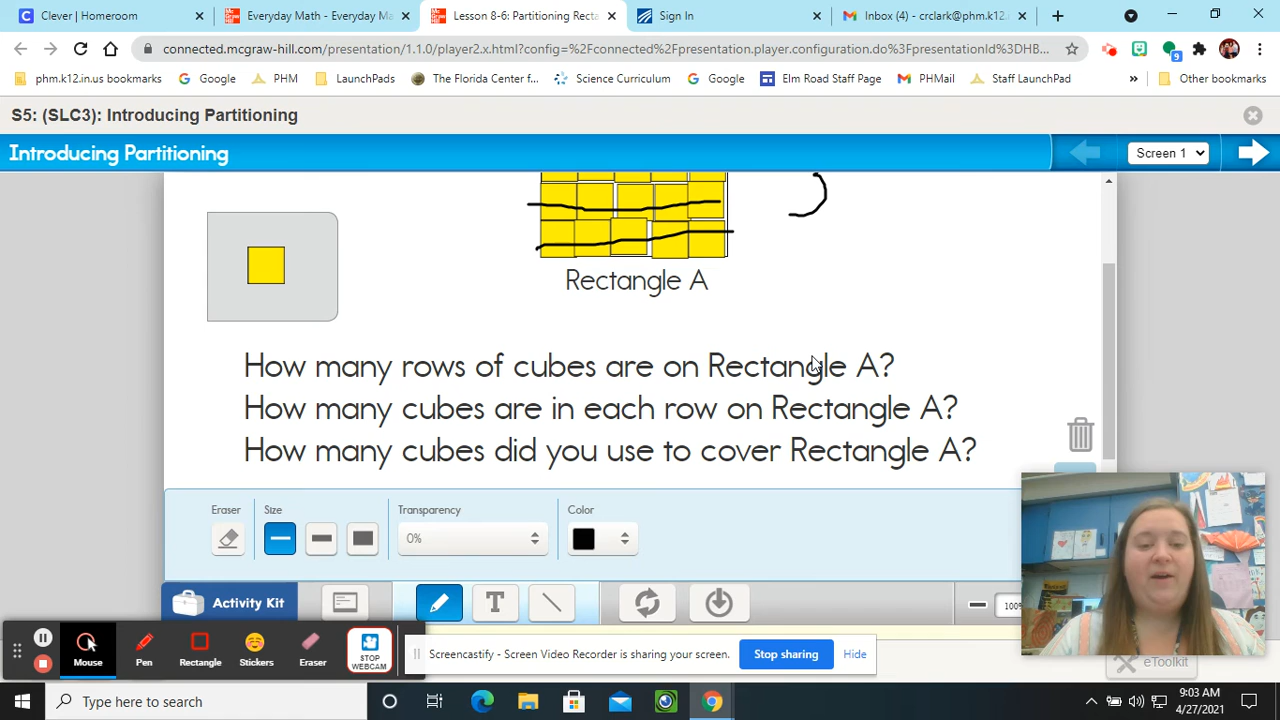 Clever | Homeroom
Everyday Math - Everyday Ma
Lesson 8-6: Partitioning Recta
Sign In
Inbox (4) - crclark@phm.k12.i
connected.mcgraw-hill.com/presentation/1.1.0/player2.x.html?config=%2Fconnected%2Fpresentation.player.configuration.do%3FpresentationId%3DHB...
phm.k12.in.us bookmarks
Google
PHM
LaunchPads
The Florida Center f...
Science Curriculum
Google
Elm Road Staff Page
PHMail
Staff LaunchPad
»
Other bookmarks
S5: (SLC3): Introducing Partitioning
Introducing Partitioning
Screen 1
Rectangle A
How many rows of cubes are on Rectangle A?
How many cubes are in each row on Rectangle A?
How many cubes did you use to cover Rectangle A?
Eraser
Size
Transparency
Color
0%
Activity Kit
T
100%
Mouse
Pen
Rectangle
Stickers
Eraser
STOP WEBCAM
Screencastify - Screen Video Recorder is sharing your screen.
Stop sharing
Hide
eToolkit
Type here to search
9:03 AM
4/27/2021